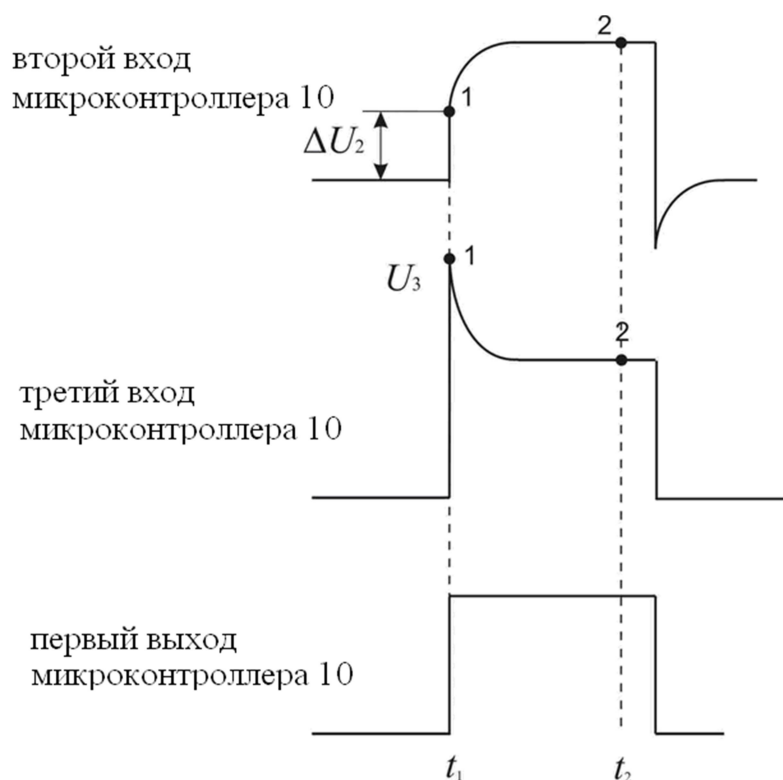 второй вход
микроконтроллера 10
1
2
ΔU₂
1
U₃
2
третий вход
микроконтроллера 10
первый выход
микроконтроллера 10
t₁
t₂